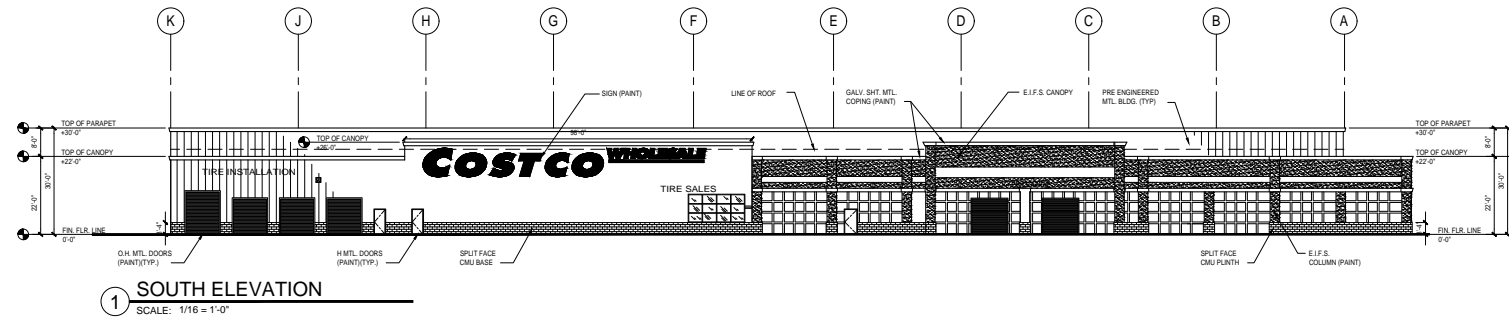 K J H G F E D C B A
SIGN (PAINT)
LINE OF ROOF
GALV. SHT. MTL.
COPING (PAINT)
E.I.F.S. CANOPY
PRE ENGINEERED
MTL. BLDG. (TYP)
TOP OF PARAPET
+30'-0"
TOP OF CANOPY
+22'-0"
8'-0"
30'-0"
22'-0"
TOP OF CANOPY
98'-0"
COSTCO WHOLESALE
TIRE INSTALLATION
TIRE SALES
TOP OF PARAPET
+30'-0"
TOP OF CANOPY
+22'-0"
8'-0"
30'-0"
22'-0"
FIN. FLR. LINE
0'-0"
FIN. FLR. LINE
0'-0"
O.H. MTL. DOORS
(PAINT)(TYP.)
H MTL. DOORS
(PAINT)(TYP.)
SPLIT FACE
CMU BASE
SPLIT FACE
CMU PLINTH
E.I.F.S.
COLUMN (PAINT)
1 SOUTH ELEVATION
SCALE: 1/16 = 1'-0"